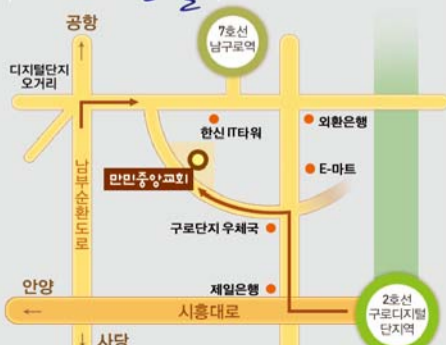 공항
7호선
남구로역
디지털단지
오거리
한신 IT타워
외환은행
만민중앙교회
E-마트
남부순환도로
구로단지 우체국
제일은행
안양
시흥대로
2호선
구로디지털
단지역
사당